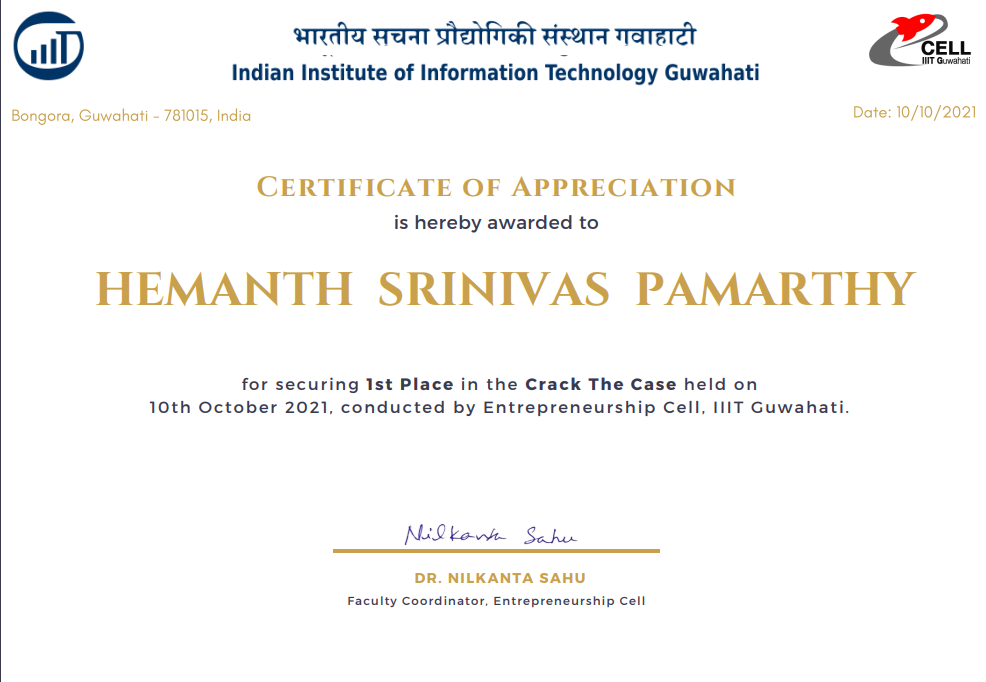 भारतीय सचना प्रौद्योगिकी संस्थान गवाहाटी
Indian Institute of Information Technology Guwahati
CELL
IIIT Guwahati
Bongora, Guwahati - 781015, India
Date: 10/10/2021
CERTIFICATE OF APPRECIATION
is hereby awarded to
HEMANTH SRINIVAS PAMARTHY
for securing 1st Place in the Crack The Case held on
10th October 2021, conducted by Entrepreneurship Cell, IIIT Guwahati.
Nilkanta Sahu
DR. NILKANTA SAHU
Faculty Coordinator, Entrepreneurship Cell